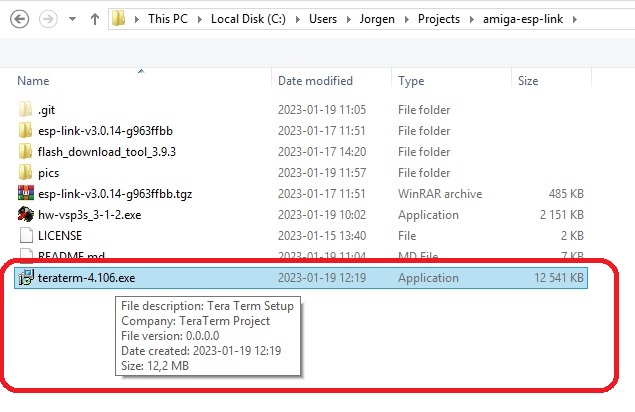 This PC Local Disk (C:) Users Jorgen Projects amiga-esp-link
Name Date modified Type Size
.git 2023-01-19 11:05 File folder
esp-link-v3.0.14-g963ffbb 2023-01-17 11:51 File folder
flash_download_tool_3.9.3 2023-01-17 14:20 File folder
pics 2023-01-19 11:57 File folder
esp-link-v3.0.14-g963ffbb.tgz 2023-01-17 11:51 WinRAR archive 485 KB
hw-vsp3s_3-1-2.exe 2023-01-19 10:02 Application 2 151 KB
LICENSE 2023-01-15 13:40 File 2 KB
README.md 2023-01-19 11:04 MD File 7 KB
teraterm-4.106.exe 2023-01-19 12:19 Application 12 541 KB
File description: Tera Term Setup
Company: TeraTerm Project
File version: 0.0.0.0
Date created: 2023-01-19 12:19
Size: 12,2 MB